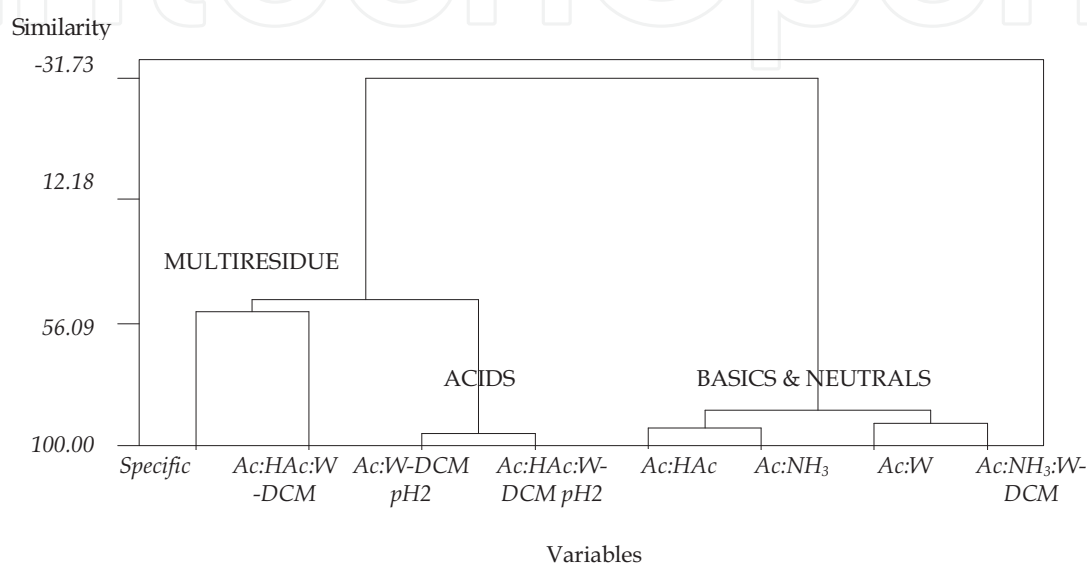 intechopen
Similarity
-31.73
12.18
MULTIRESIDUE
56.09
ACIDS
BASICS & NEUTRALS
100.00
Specific Ac:HAc:W Ac:W-DCM Ac:HAc:W- Ac:HAc Ac:NH₃ Ac:W Ac:NH₃:W-
-DCM pH2 DCM pH2 DCM
Variables